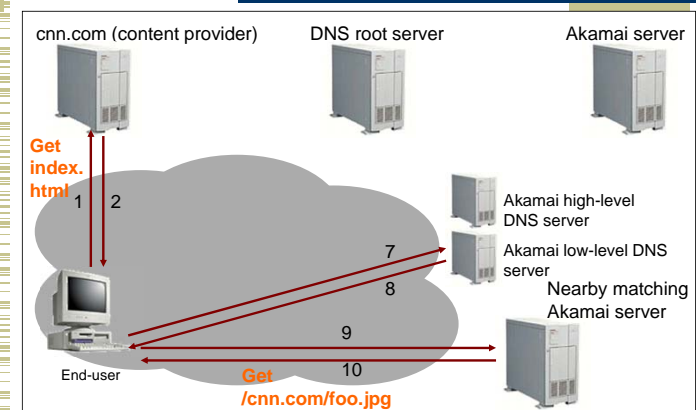 cnn.com (content provider)
DNS root server
Akamai server
Get
index.
html
1
2
Akamai high-level
DNS server
7
Akamai low-level DNS
server
8
Nearby matching
Akamai server
9
10
End-user
Get
/cnn.com/foo.jpg